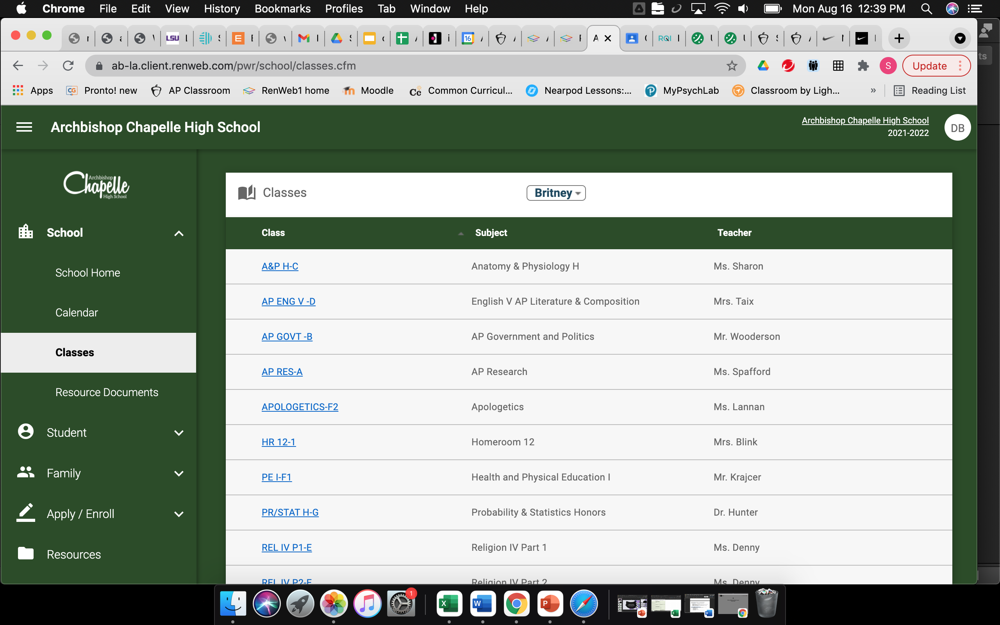 Chrome File Edit View History Bookmarks Profiles Tab Window Help Mon Aug 16 12:39 PM
LSU E 16 A RQI
ab-la.client.renweb.com/pwr/school/classes.cfm S Update
ts
Apps CG Pronto! new AP Classroom RenWeb1 home Moodle Cc Common Curricul... Nearpod Lessons:... MyPsychLab Classroom by Ligh... » Reading List
Archbishop Chapelle High School
Archbishop Chapelle High School
2021-2022
DB
Archbishop
Chapelle
High School
School
School Home
Calendar
Classes
Resource Documents
Student
Family
Apply / Enroll
Resources
Classes Britney
Class Subject Teacher
A&P H-C Anatomy & Physiology H Ms. Sharon
AP ENG V -D English V AP Literature & Composition Mrs. Taix
AP GOVT -B AP Government and Politics Mr. Wooderson
AP RES-A AP Research Ms. Spafford
APOLOGETICS-F2 Apologetics Ms. Lannan
HR 12-1 Homeroom 12 Mrs. Blink
PE I-F1 Health and Physical Education I Mr. Krajcer
PR/STAT H-G Probability & Statistics Honors Dr. Hunter
REL IV P1-E Religion IV Part 1 Ms. Denny
REL IV P2-E Religion IV Part 2 Ms. Denny
1
X W P